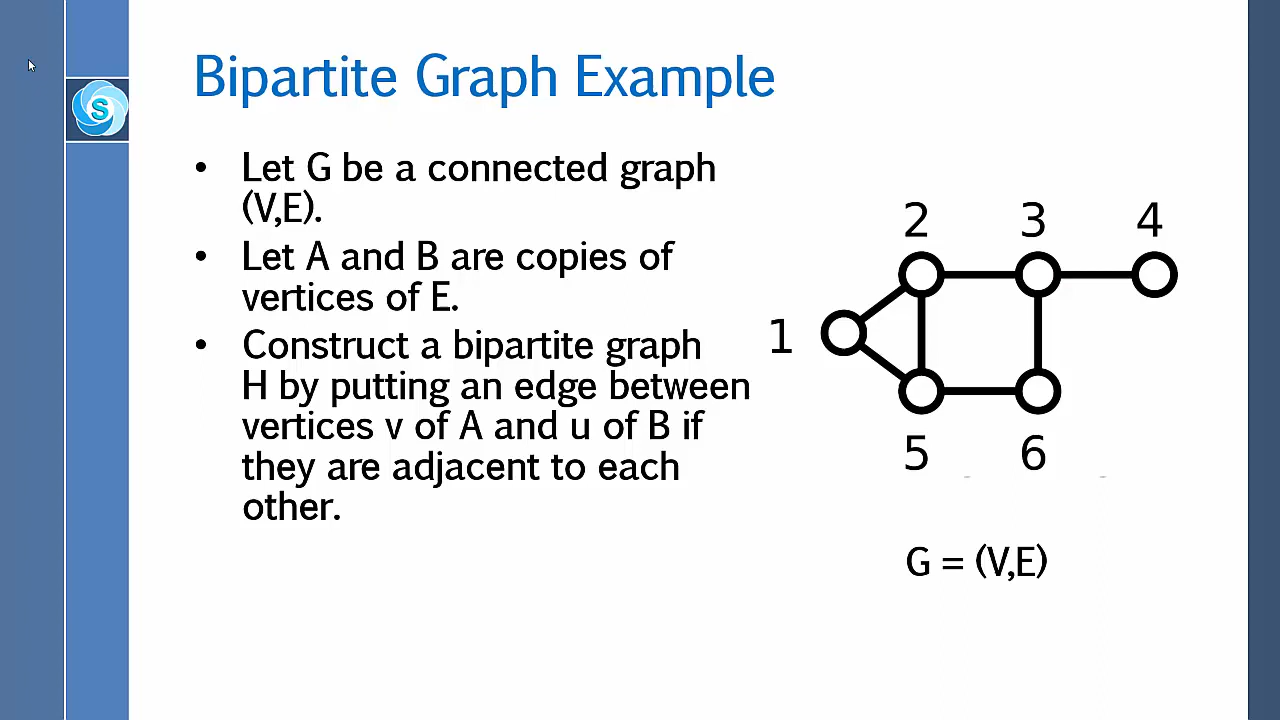 S
Bipartite Graph Example
• Let G be a connected graph
(V,E).
• Let A and B are copies of
vertices of E.
• Construct a bipartite graph
H by putting an edge between
vertices v of A and u of B if
they are adjacent to each
other.
2 3 4
1
5 6
G = (V,E)